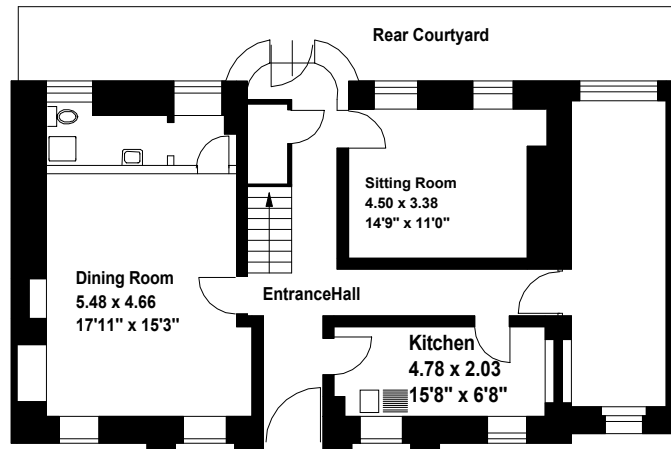 Rear Courtyard
Sitting Room
4.50 x 3.38
14'9" x 11'0"
Dining Room
5.48 x 4.66
17'11" x 15'3"
EntranceHall
Kitchen
4.78 x 2.03
15'8" x 6'8"